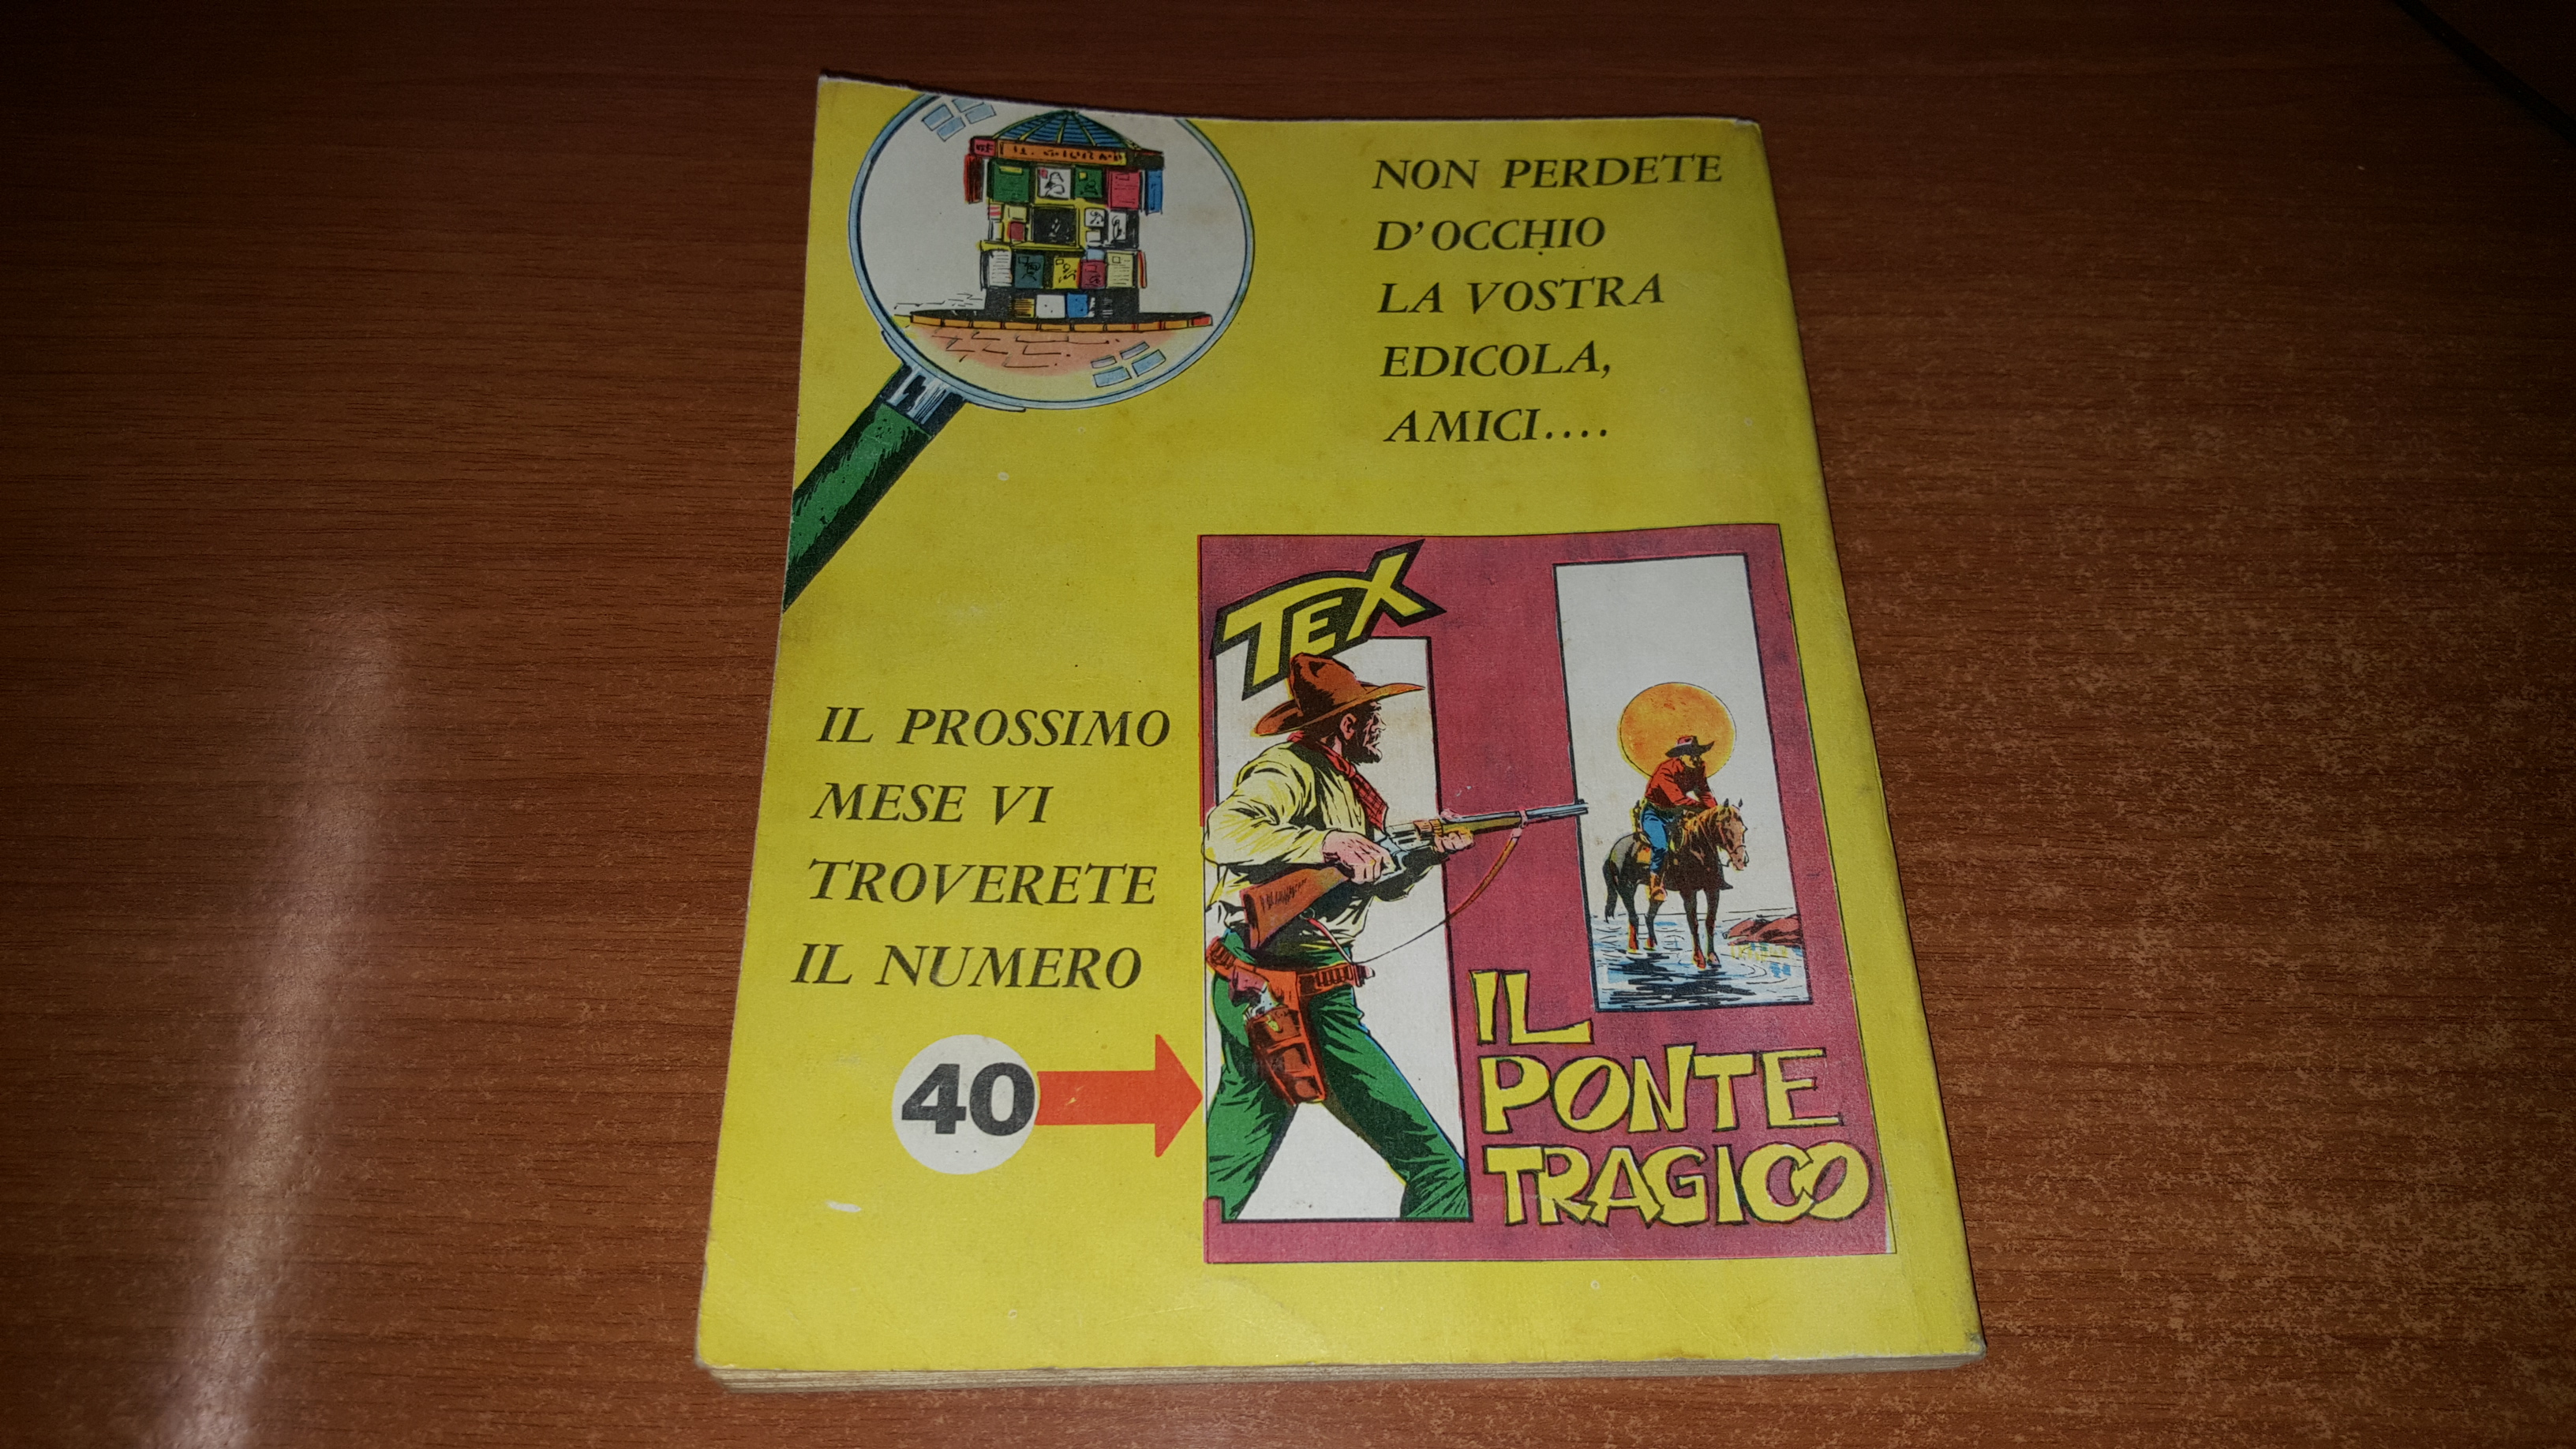 NON PERDETE
D'OCCHIO
LA VOSTRA
EDICOLA,
AMICI....
IL PROSSIMO
MESE VI
TROVERETE
IL NUMERO
40
TEX
IL
PONTE
TRAGICO